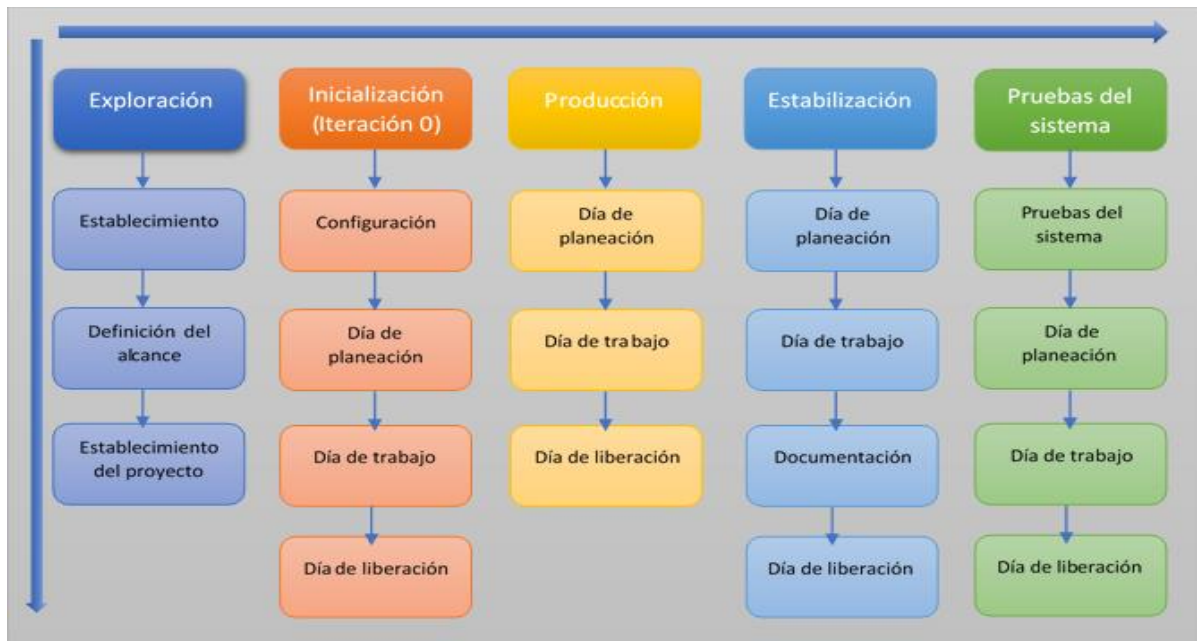 Exploración
Inicialización
(Iteración 0)
Producción
Estabilización
Pruebas del
sistema
Establecimiento
Configuración
Día de
planeación
Día de
planeación
Pruebas del
sistema
Definición del
alcance
Día de
planeación
Día de trabajo
Día de trabajo
Día de
planeación
Establecimiento
del proyecto
Día de trabajo
Día de liberación
Documentación
Día de trabajo
Día de liberación
Día de liberación
Día de liberación